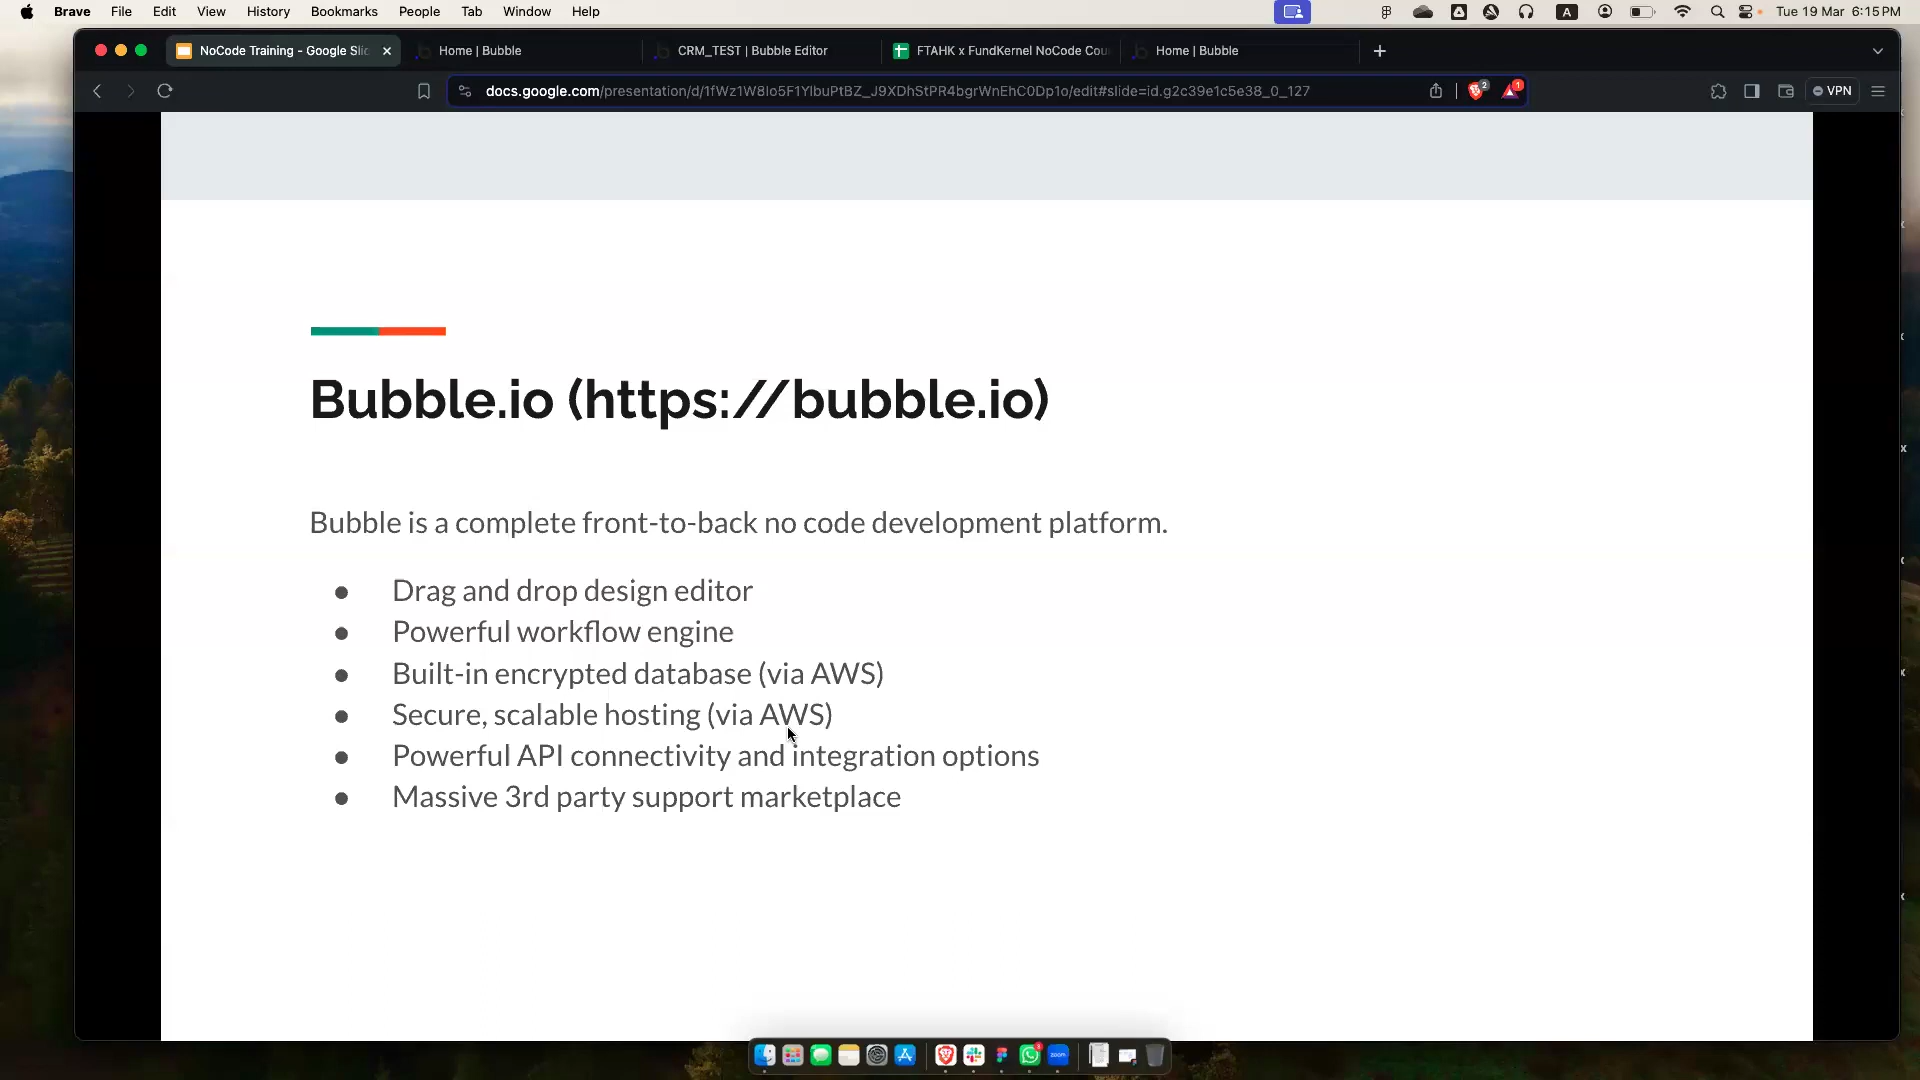 Brave File Edit View History Bookmarks People Tab Window Help A Tue 19 Mar 6:15 PM
NoCode Training - Google Slic Home | Bubble CRM_TEST | Bubble Editor FTAHK x FundKernel NoCode Cou Home | Bubble
docs.google.com/presentation/d/1fWz1W8lo5F1YlbuPtBZ_J9XDhStPR4bgrWnEhC0Dp1o/edit#slide=id.g2c39e1c5e38_0_127 2 1 VPN
Bubble.io (https://bubble.io)
Bubble is a complete front-to-back no code development platform.
● Drag and drop design editor
● Powerful workflow engine
● Built-in encrypted database (via AWS)
● Secure, scalable hosting (via AWS)
● Powerful API connectivity and integration options
● Massive 3rd party support marketplace
zoom